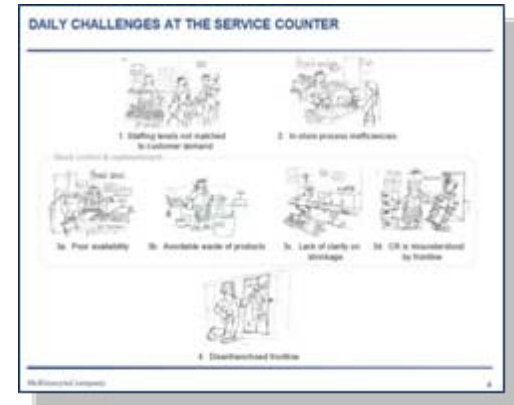 DAILY CHALLENGES AT THE SERVICE COUNTER
1. Staffing levels not matched
to customer demand
2. In-store process inefficiencies
3a. Poor availability
3b. Avoidable waste of products
3c. Lack of clarity on
shrinkage
3d. CR is misunderstood
by frontline
4. Disenfranchised frontline
McKinsey&Company